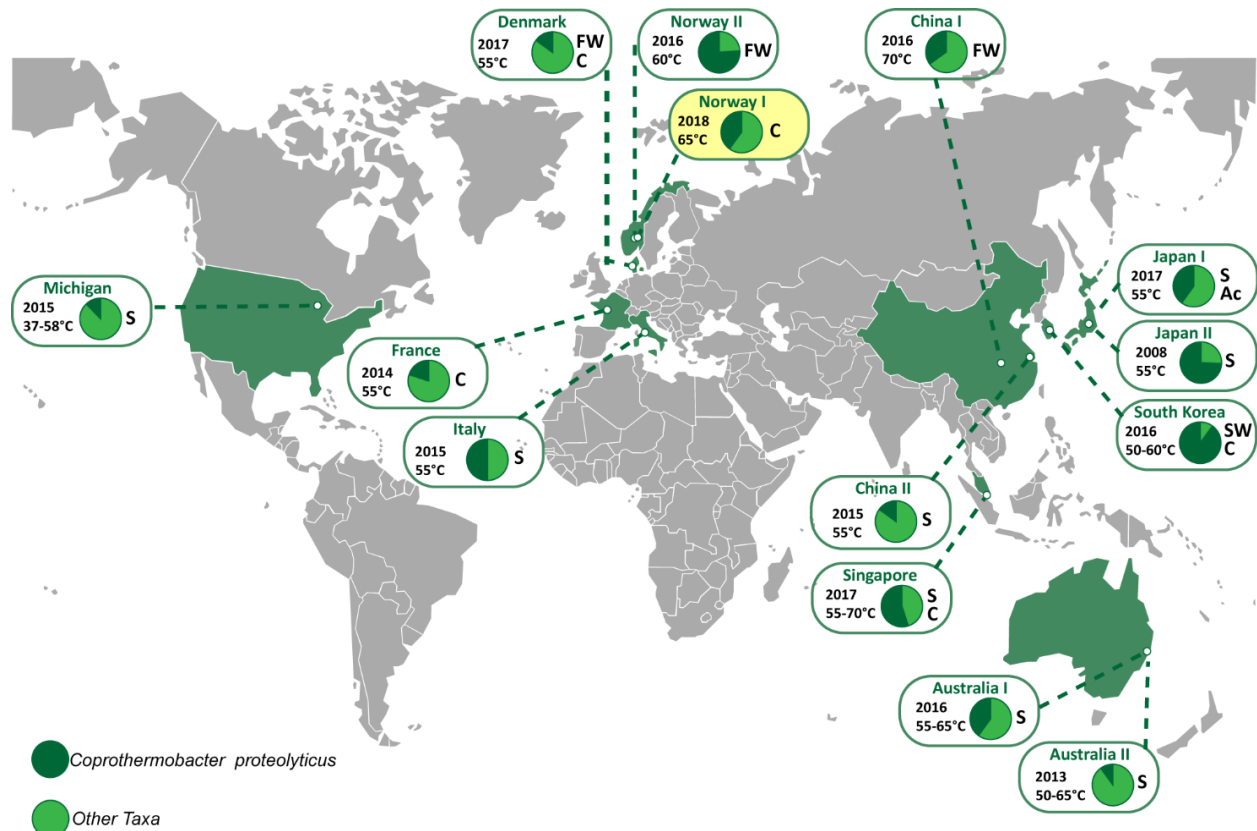 Denmark
2017
55°C
FW
C
Norway II
2016
60°C
FW
China I
2016
70°C
FW
Norway I
2018
65°C
C
Michigan
2015
37-58°C
S
Japan I
2017
55°C
S
Ac
Japan II
2008
55°C
S
France
2014
55°C
C
South Korea
2016
50-60°C
SW
C
Italy
2015
55°C
S
China II
2015
55°C
S
Singapore
2017
55-70°C
S
C
Australia I
2016
55-65°C
S
Australia II
2013
50-65°C
S
Coprothermobacter proteolyticus
Other Taxa